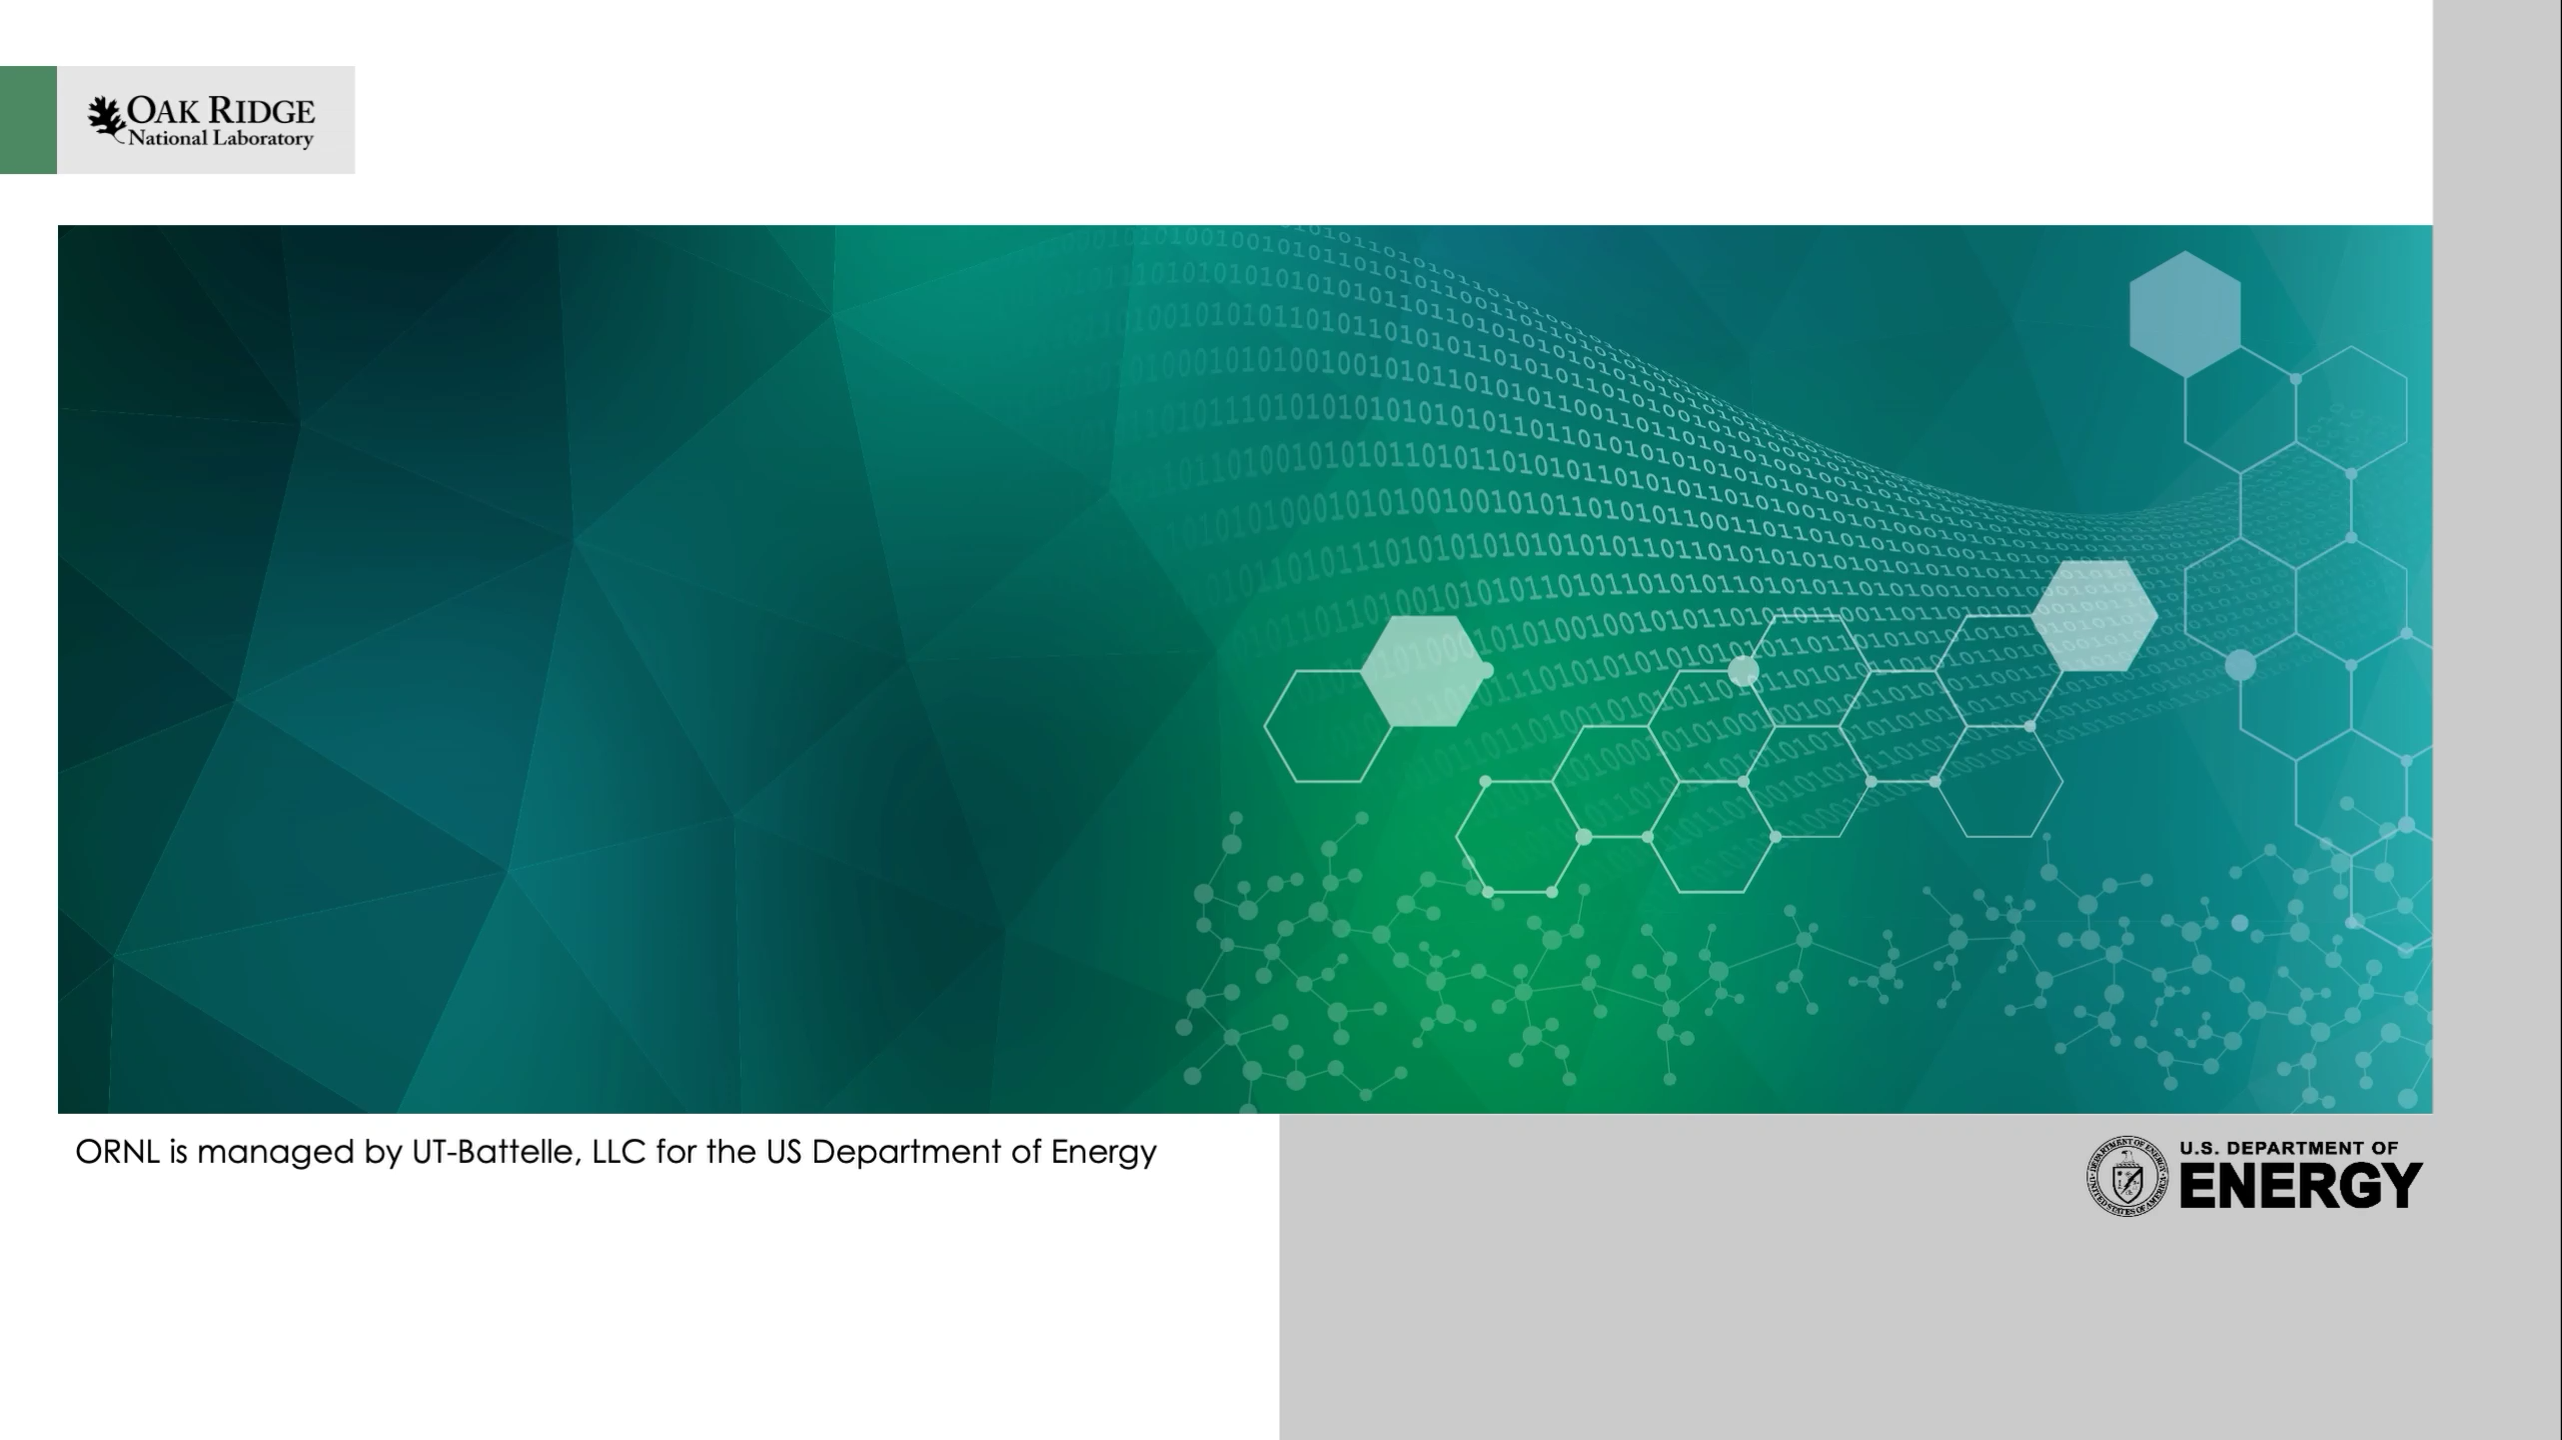 OAK RIDGE
National Laboratory
ORNL is managed by UT-Battelle, LLC for the US Department of Energy
U.S. DEPARTMENT OF
ENERGY